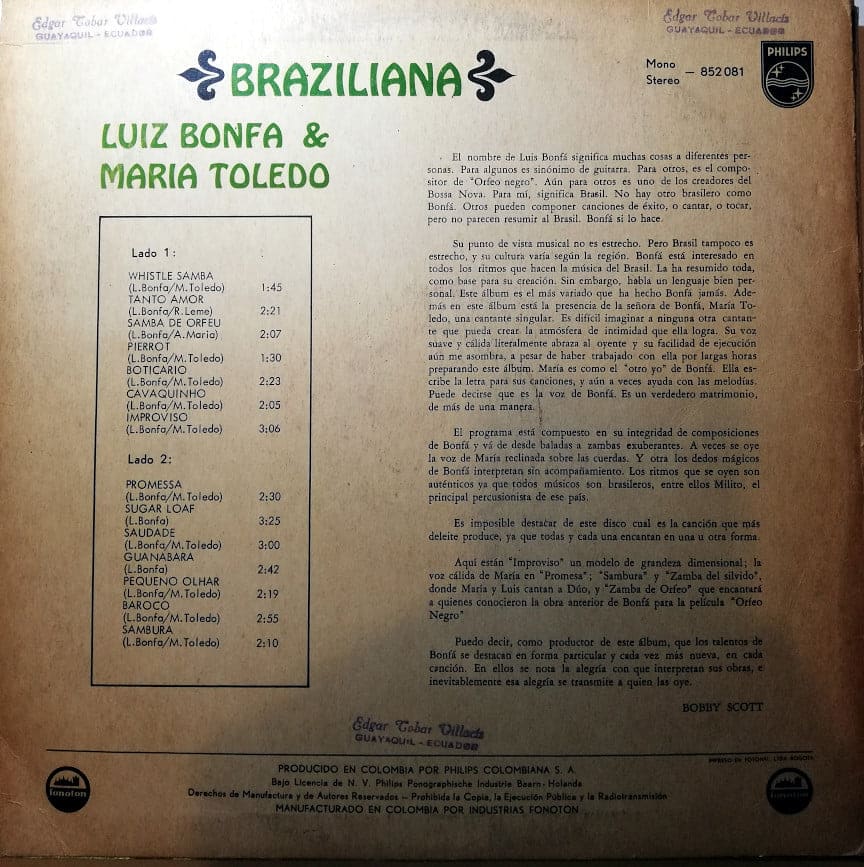 Edgar Tobar Villacis
GUAYAQUIL - ECUADOR
Edgar Tobar Villacis
GUAYAQUIL - ECUADOR
BRAZILIANA
Mono
Stereo — 852081
PHILIPS
LUIZ BONFA &
MARIA TOLEDO
Lado 1:
WHISTLE SAMBA
(L.Bonfa/M.Toledo) 1:45
TANTO AMOR
(L.Bonfa/R.Leme) 2:21
SAMBA DE ORFEU
(L.Bonfa/A.Maria) 2:07
PIERROT
(L.Bonfa/M.Toledo) 1:30
BOTICARIO
(L.Bonfa/M.Toledo) 2:23
CAVAQUINHO
(L.Bonfa/M.Toledo) 2:05
IMPROVISO
(L.Bonfa/M.Toledo) 3;06
Lado 2:
PROMESSA
(L.Bonfa/M.Toledo) 2:30
SUGAR LOAF
(L.Bonfa) 3:25
SAUDADE
(L.Bonfa/M.Toledo) 3:00
GUANABARA
(L.Bonfa) 2:42
PEQUENO OLHAR
(L.Bonfa/M.Toledo) 2:19
BAROCO
(L.Bonfa/M.Toledo) 2:55
SAMBURA
(L.Bonfa/M.Toledo) 2:10
El nombre de Luis Bonfá significa muchas cosas a diferentes per-
sonas. Para algunos es sinónimo de guitarra. Para otros, es el compo-
sitor de "Orfeo negro". Aún para otros es uno de los creadores del
Bossa Nova. Para mí, significa Brasil. No hay otro brasilero como
Bonfá. Otros pueden componer canciones de éxito, o cantar, o tocar,
pero no parecen resumir al Brasil. Bonfá si lo hace.
Su punto de vista musical no es estrecho. Pero Brasil tampoco es
estrecho, y su cultura varía según la región. Bonfá está interesado en
todos los ritmos que hacen la música del Brasil. La ha resumido toda,
como base para su creación. Sin embargo, habla un lenguaje bien per-
sonal. Este álbum es el más variado que ha hecho Bonfá jamás. Ade-
más en este álbum está la presencia de la señora de Bonfá, María To-
ledo, una cantante singular. Es difícil imaginar a ninguna otra cantan-
te que pueda crear la atmósfera de intimidad que ella logra. Su voz
suave y cálida literalmente abraza al oyente y su facilidad de ejecución
aún me asombra, a pesar de haber trabajado con ella por largas horas
preparando este álbum. María es como el "otro yo" de Bonfá. Ella es-
cribe la letra para sus canciones, y aún a veces ayuda con las melodías.
Puede decirse que es la voz de Bonfá. Es un verdedero matrimonio,
de más de una manera.
El programa está compuesto en su integridad de composiciones
de Bonfá y vá de desde baladas a zambas exuberantes. A veces se oye
la voz de María reclinada sobre las cuerdas. Y otra los dedos mágicos
de Bonfá interpretan sin acompañamiento. Los ritmos que se oyen son
auténticos ya que todos músicos son brasileros, entre ellos Milito, el
principal percusionista de ese país.
Es imposible destacar de este disco cual es la canción que más
deleite produce, ya que todas y cada una encantan en una u otra forma.
Aquí están "Improviso" un modelo de grandeza dimensional; la
voz cálida de María en "Promesa"; "Sambura" y "Zamba del silvido",
donde María y Luis cantan a Dúo, y "Zamba de Orfeo" que encantará
a quienes conocieron la obra anterior de Bonfá para la película "Orfeo
Negro"
Puedo decir, como productor de este álbum, que los talentos de
Bonfá se destacan en forma particular y cada vez más nueva, en cada
canción. En ellos se nota la alegría con que interpretan sus obras, e
inevitablemente esa alegría se transmite a quien las oye.
BOBBY SCOTT
Edgar Tobar Villacis
GUAYAQUIL - ECUADOR
IMPRESO EN FOTOMEC LTDA BOGOTA
fonoton
PRODUCIDO EN COLOMBIA POR PHILIPS COLOMBIANA S. A.
Bajo Licencia de N. V. Philips Ponographische Industrie Baarn - Holanda
Derechos de Manufactura y de Autores Reservados — Prohibida la Copia, la Ejecución Pública y la Radiotransmisión
MANUFACTURADO EN COLOMBIA POR INDUSTRIAS FONOTON
fonoton